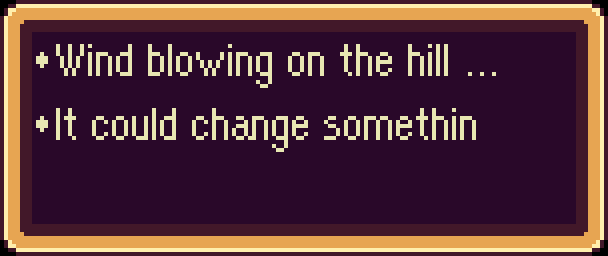 •Wind blowing on the hill ...
•It could change somethin